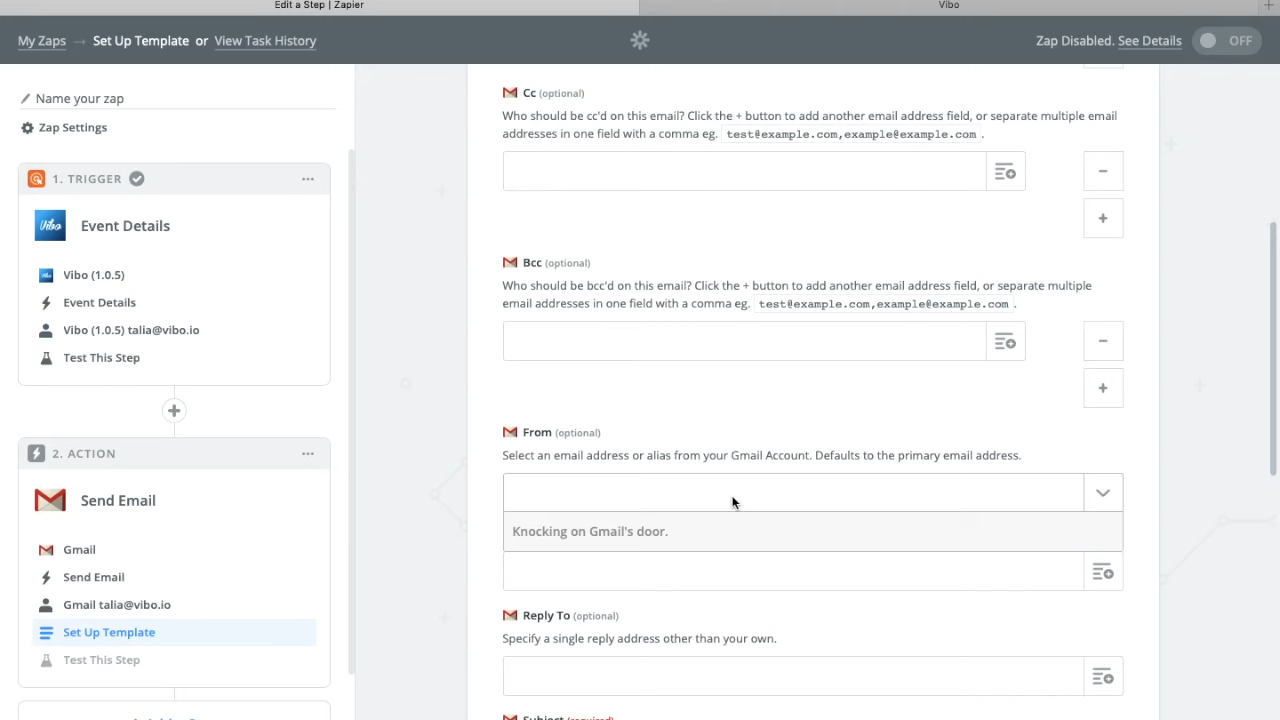 Edit a Step | Zapier
Vibo
My Zaps → Set Up Template or View Task History
Zap Disabled. See Details
OFF
Name your zap
Zap Settings
1. TRIGGER
Vibo
Event Details
Vibo (1.0.5)
Event Details
Vibo (1.0.5) talia@vibo.io
Test This Step
2. ACTION
Send Email
Gmail
Send Email
Gmail talia@vibo.io
Set Up Template
Test This Step
Cc (optional)
Who should be cc'd on this email? Click the + button to add another email address field, or separate multiple email
addresses in one field with a comma eg. test@example.com,example@example.com .
Bcc (optional)
Who should be bcc'd on this email? Click the + button to add another email address field, or separate multiple
email addresses in one field with a comma eg. test@example.com,example@example.com .
From (optional)
Select an email address or alias from your Gmail Account. Defaults to the primary email address.
Knocking on Gmail's door.
Reply To (optional)
Specify a single reply address other than your own.
Subject (required)